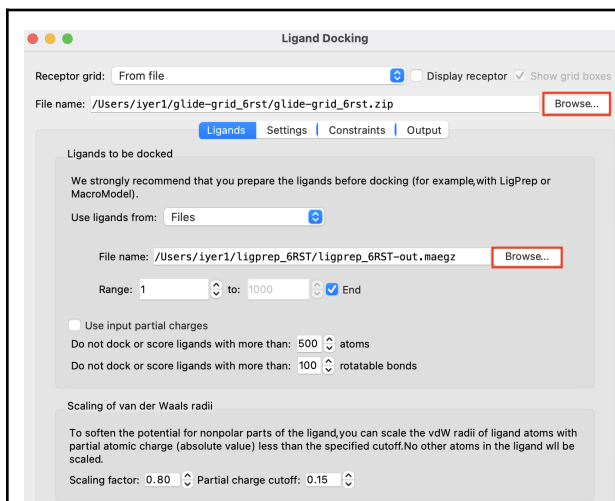 Ligand Docking
Receptor grid: From file Display receptor Show grid boxes
File name: /Users/iyer1/glide-grid_6rst/glide-grid_6rst.zip Browse...
Ligands Settings Constraints Output
Ligands to be docked
We strongly recommend that you prepare the ligands before docking (for example,with LigPrep or
MacroModel).
Use ligands from: Files
File name: /Users/iyer1/ligprep_6RST/ligprep_6RST-out.maegz Browse...
Range: 1 to: 1000 End
Use input partial charges
Do not dock or score ligands with more than: 500 atoms
Do not dock or score ligands with more than: 100 rotatable bonds
Scaling of van der Waals radii
To soften the potential for nonpolar parts of the ligand,you can scale the vdW radii of ligand atoms with
partial atomic charge (absolute value) less than the specified cutoff.No other atoms in the ligand wlll be
scaled.
Scaling factor: 0.80 Partial charge cutoff: 0.15